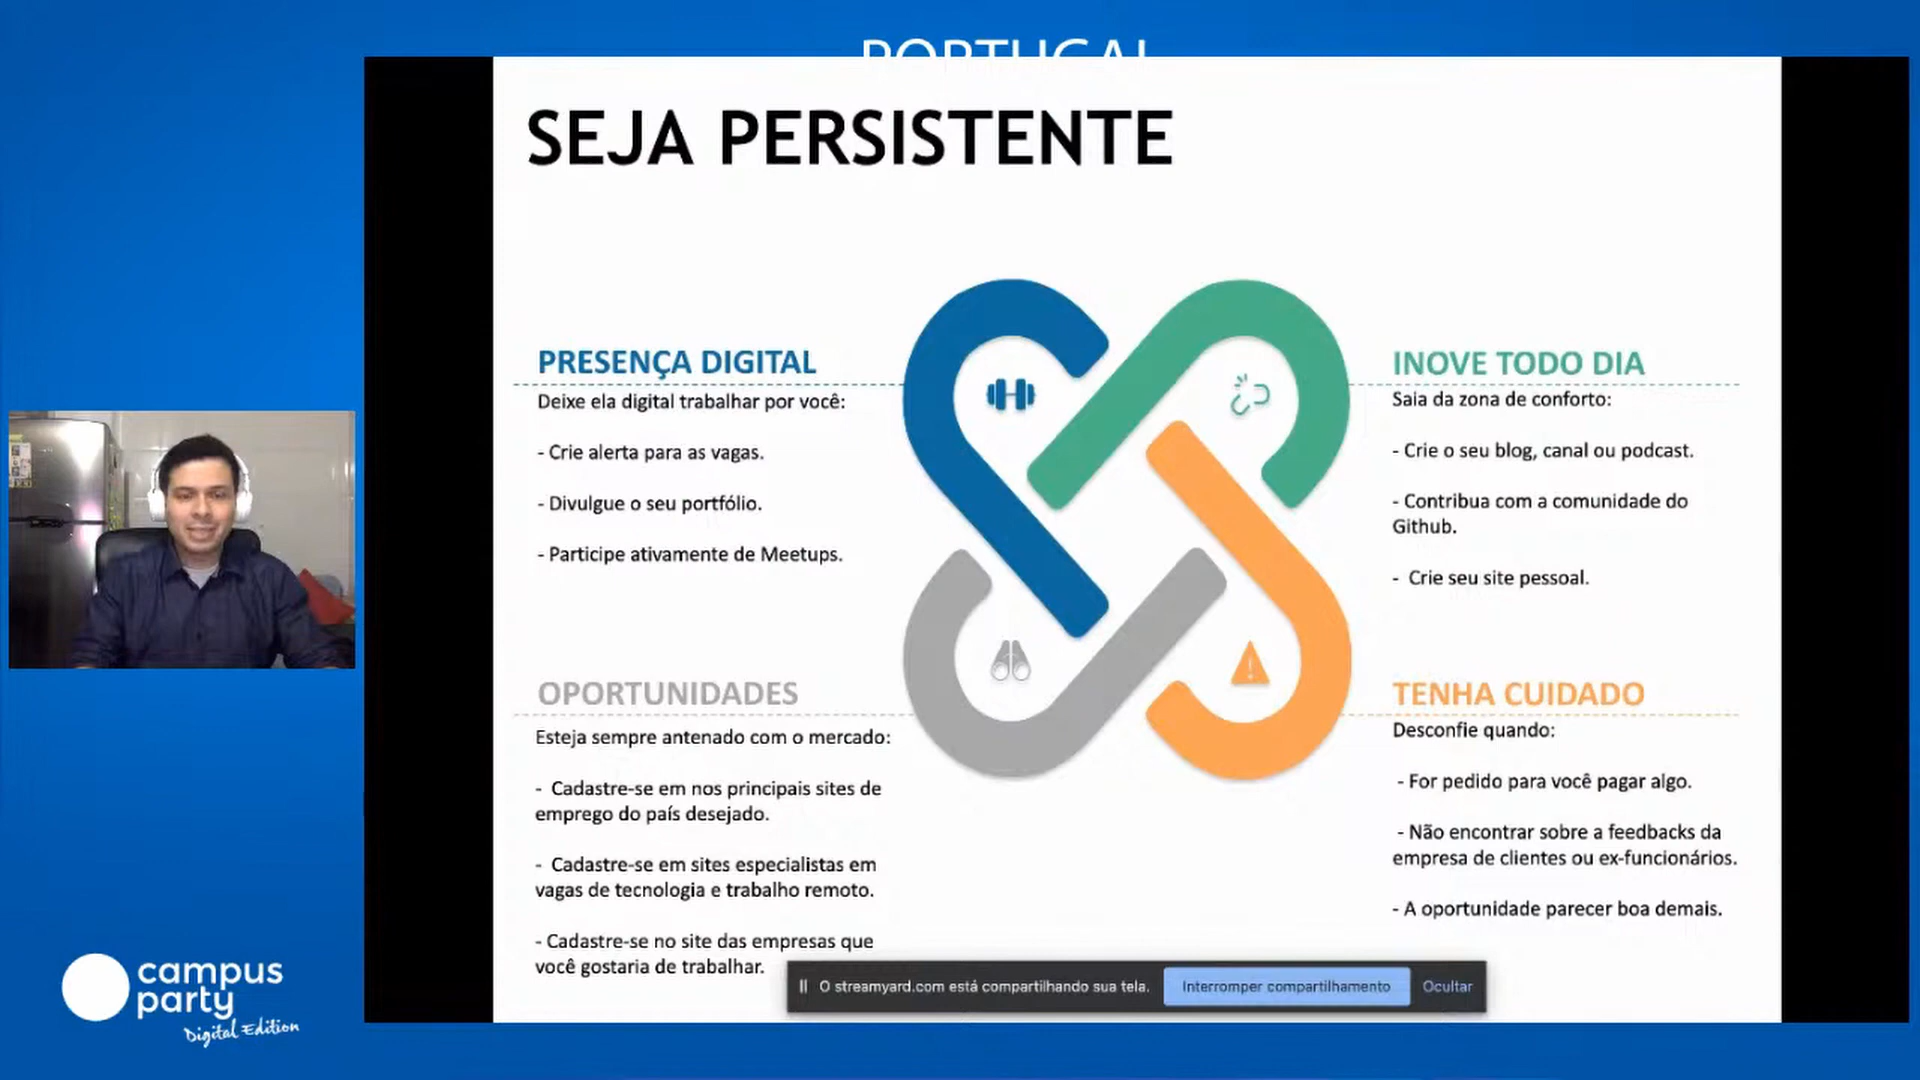 PORTUGAL
SEJA PERSISTENTE
PRESENÇA DIGITAL
Deixe ela digital trabalhar por você:
- Crie alerta para as vagas.
- Divulgue o seu portfólio.
- Participe ativamente de Meetups.
INOVE TODO DIA
Saia da zona de conforto:
- Crie o seu blog, canal ou podcast.
- Contribua com a comunidade do
Github.
- Crie seu site pessoal.
OPORTUNIDADES
Esteja sempre antenado com o mercado:
- Cadastre-se em nos principais sites de
emprego do país desejado.
- Cadastre-se em sites especialistas em
vagas de tecnologia e trabalho remoto.
- Cadastre-se no site das empresas que
você gostaria de trabalhar.
TENHA CUIDADO
Desconfie quando:
- For pedido para você pagar algo.
- Não encontrar sobre a feedbacks da
empresa de clientes ou ex-funcionários.
- A oportunidade parecer boa demais.
O streamyard.com está compartilhando sua tela. Interromper compartilhamento Ocultar
campus
party
Digital Edition